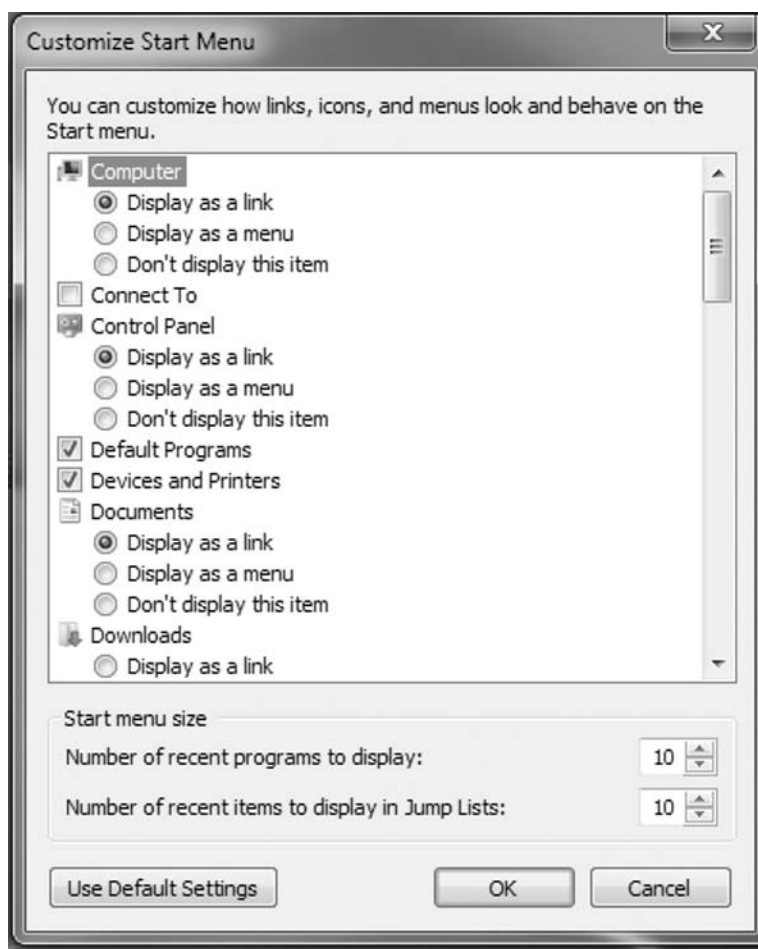 Customize Start Menu
You can customize how links, icons, and menus look and behave on the
Start menu.
Computer
Display as a link
Display as a menu
Don't display this item
Connect To
Control Panel
Display as a link
Display as a menu
Don't display this item
Default Programs
Devices and Printers
Documents
Display as a link
Display as a menu
Don't display this item
Downloads
Display as a link
Start menu size
Number of recent programs to display: 10
Number of recent items to display in Jump Lists: 10
Use Default Settings OK Cancel